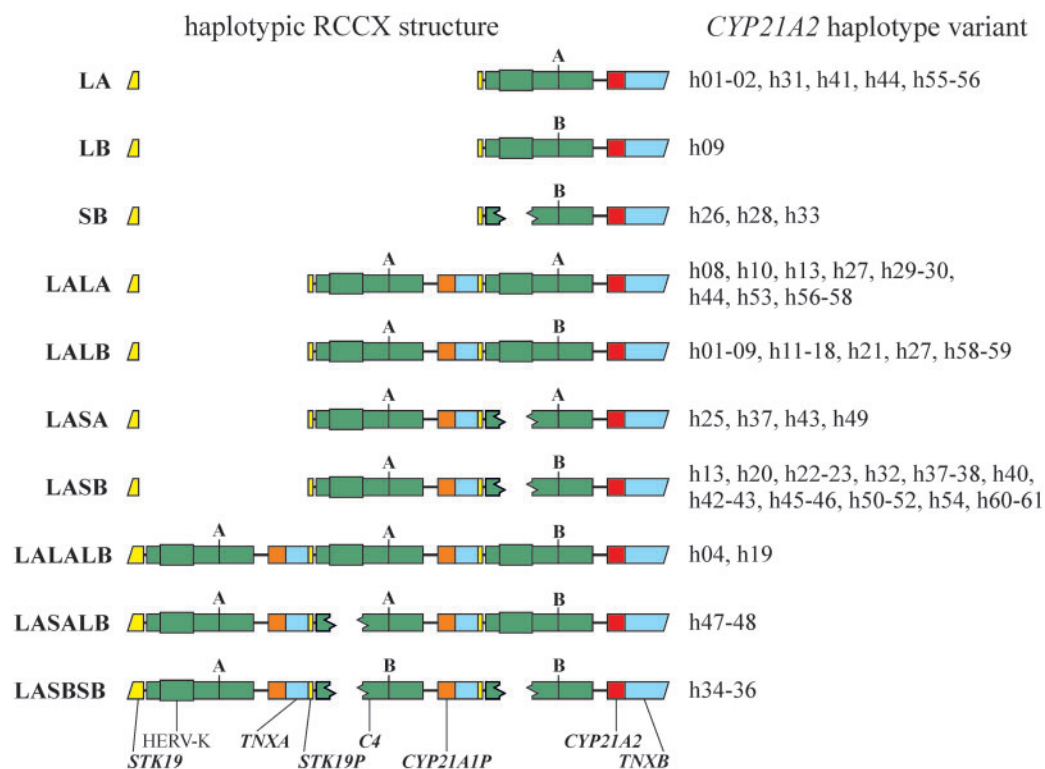 haplotypic RCCX structure CYP21A2 haplotype variant
A
LA h01-02, h31, h41, h44, h55-56
B
LB h09
B
SB h26, h28, h33
A A
LALA h08, h10, h13, h27, h29-30,
h44, h53, h56-58
A B
LALB h01-09, h11-18, h21, h27, h58-59
A A
LASA h25, h37, h43, h49
A B
LASB h13, h20, h22-23, h32, h37-38, h40,
h42-43, h45-46, h50-52, h54, h60-61
A A B
LALALB h04, h19
A A B
LASALB h47-48
A B B
LASBSB h34-36
HERV-K TNXA C4 CYP21A2
STK19 STK19P CYP21A1P TNXB